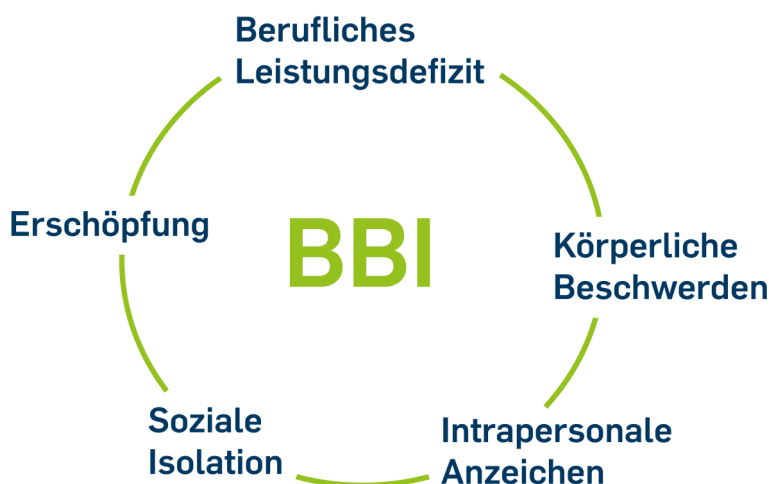 Berufliches
Leistungsdefizit
Erschöpfung
BBI
Körperliche
Beschwerden
Soziale
Isolation
Intrapersonale
Anzeichen